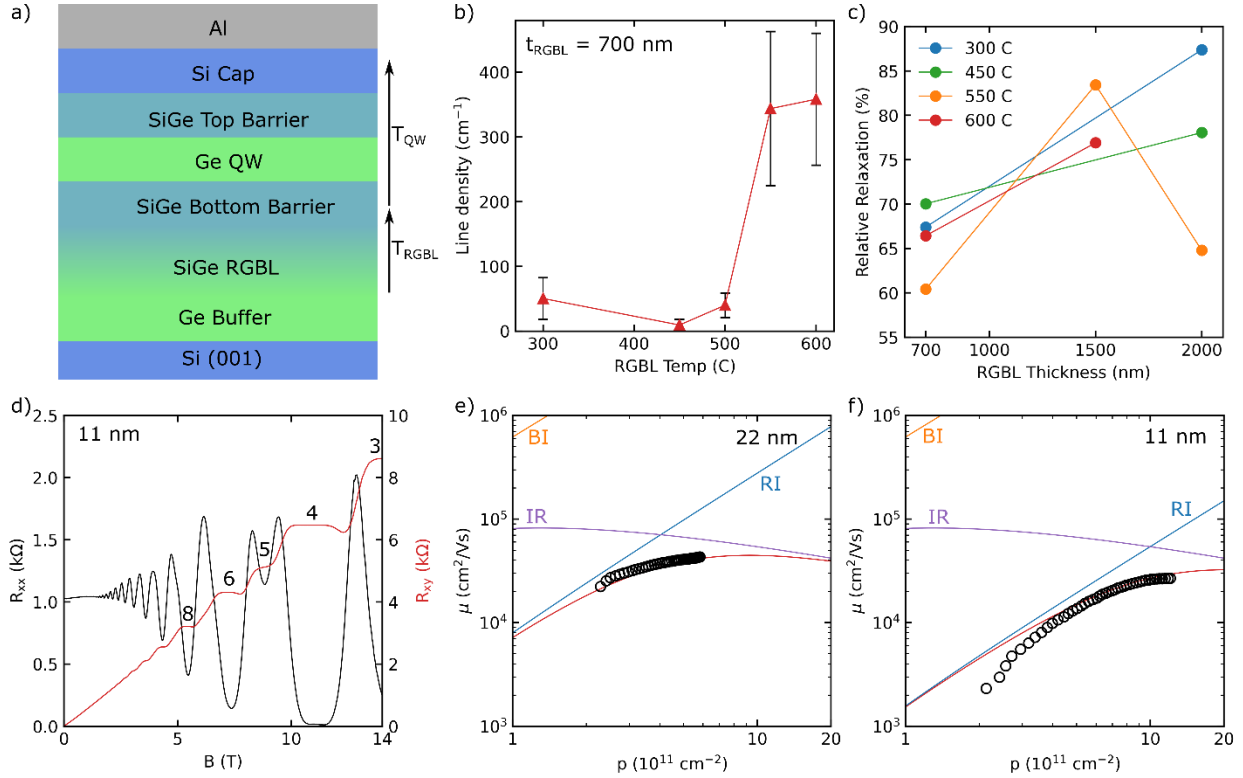 a)
Al
Si Cap
SiGe Top Barrier
Ge QW
SiGe Bottom Barrier
SiGe RGBL
Ge Buffer
Si (001)
T_QW
T_RGBL
b)
t_RGBL = 700 nm
Line density (cm⁻¹)
400
300
200
100
0
300
400
500
600
RGBL Temp (C)
c)
300 C
450 C
550 C
600 C
Relative Relaxation (%)
90
85
80
75
70
65
60
55
700
1000
1500
2000
RGBL Thickness (nm)
d)
11 nm
R_xx (kΩ)
2.5
2.0
1.5
1.0
0.5
0.0
8
6
5
4
3
10
8
6
4
2
0
R_xy (kΩ)
0
5
10
14
B (T)
e)
22 nm
BI
RI
IR
μ (cm²/Vs)
10⁶
10⁵
10⁴
10³
1
10
20
p (10¹¹ cm⁻²)
f)
11 nm
BI
RI
IR
μ (cm²/Vs)
10⁶
10⁵
10⁴
10³
1
10
20
p (10¹¹ cm⁻²)